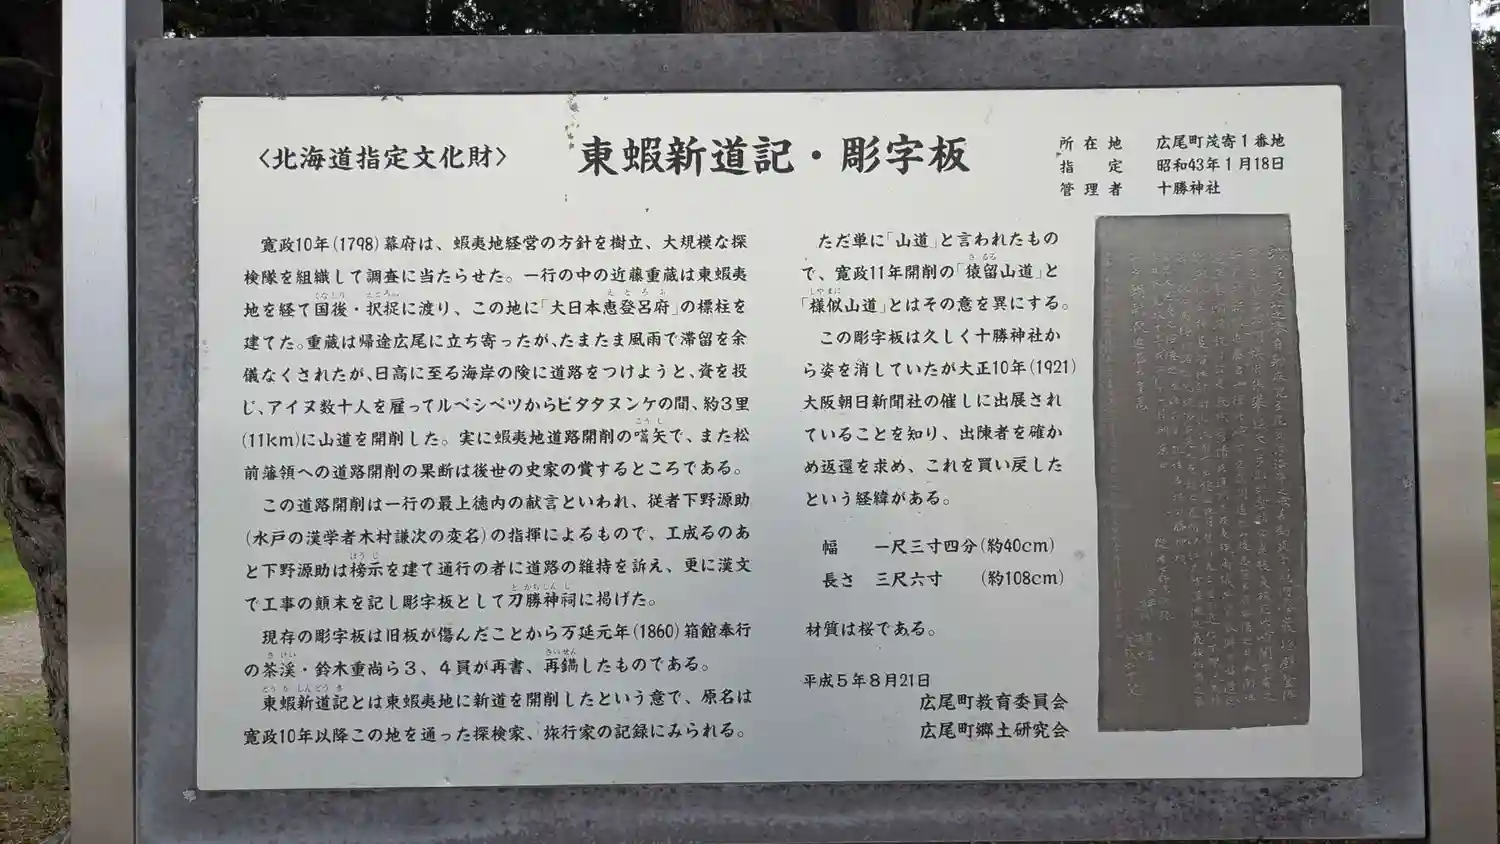 〈北海道指定文化財〉
東蝦新道記・彫字板
所在地 広尾町茂寄1番地
指定 昭和43年1月18日
管理者 十勝神社
寛政10年(1798)幕府は、蝦夷地経営の方針を樹立、大規模な探
検隊を組織して調査に当たらせた。一行の中の近藤重蔵は東蝦夷
地を経て国後・択捉に渡り、この地に「大日本恵登呂府」の標柱を
建てた。重蔵は帰途広尾に立ち寄ったが、たまたま風雨で滞留を余
儀なくされたが、日高に至る海岸の険に道路をつけようと、資を投
じ、アイヌ数十人を雇ってルベシベツからビタタヌンケの間、約3里
(11km)に山道を開削した。実に蝦夷地道路開削の嚆矢で、また松
前藩領への道路開削の果断は後世の史家の賞するところである。
この道路開削は一行の最上徳内の献言といわれ、従者下野源助
(水戸の漢学者木村謙次の変名)の指揮によるもので、工成るのあ
と下野源助は榜示を建て通行の者に道路の維持を訴え、更に漢文
で工事の顛末を記し彫字板として刀勝神祠に掲げた。
現存の彫字板は旧板が傷んだことから万延元年(1860)箱館奉行
の茶渓・鈴木重尚ら3、4員が再書、再鐫したものである。
東蝦新道記とは東蝦夷地に新道を開削したという意で、原名は
寛政10年以降この地を通った探検家、旅行家の記録にみられる。
ただ単に「山道」と言われたもの
で、寛政11年開削の「猿留山道」と
「様似山道」とはその意を異にする。
この彫字板は久しく十勝神社か
ら姿を消していたが大正10年(1921)
大阪朝日新聞社の催しに出展され
ていることを知り、出陳者を確か
め返還を求め、これを買い戻した
という経緯がある。
幅 一尺三寸四分(約40cm)
長さ 三尺六寸 (約108cm)
材質は桜である。
平成5年8月21日
広尾町教育委員会
広尾町郷土研究会